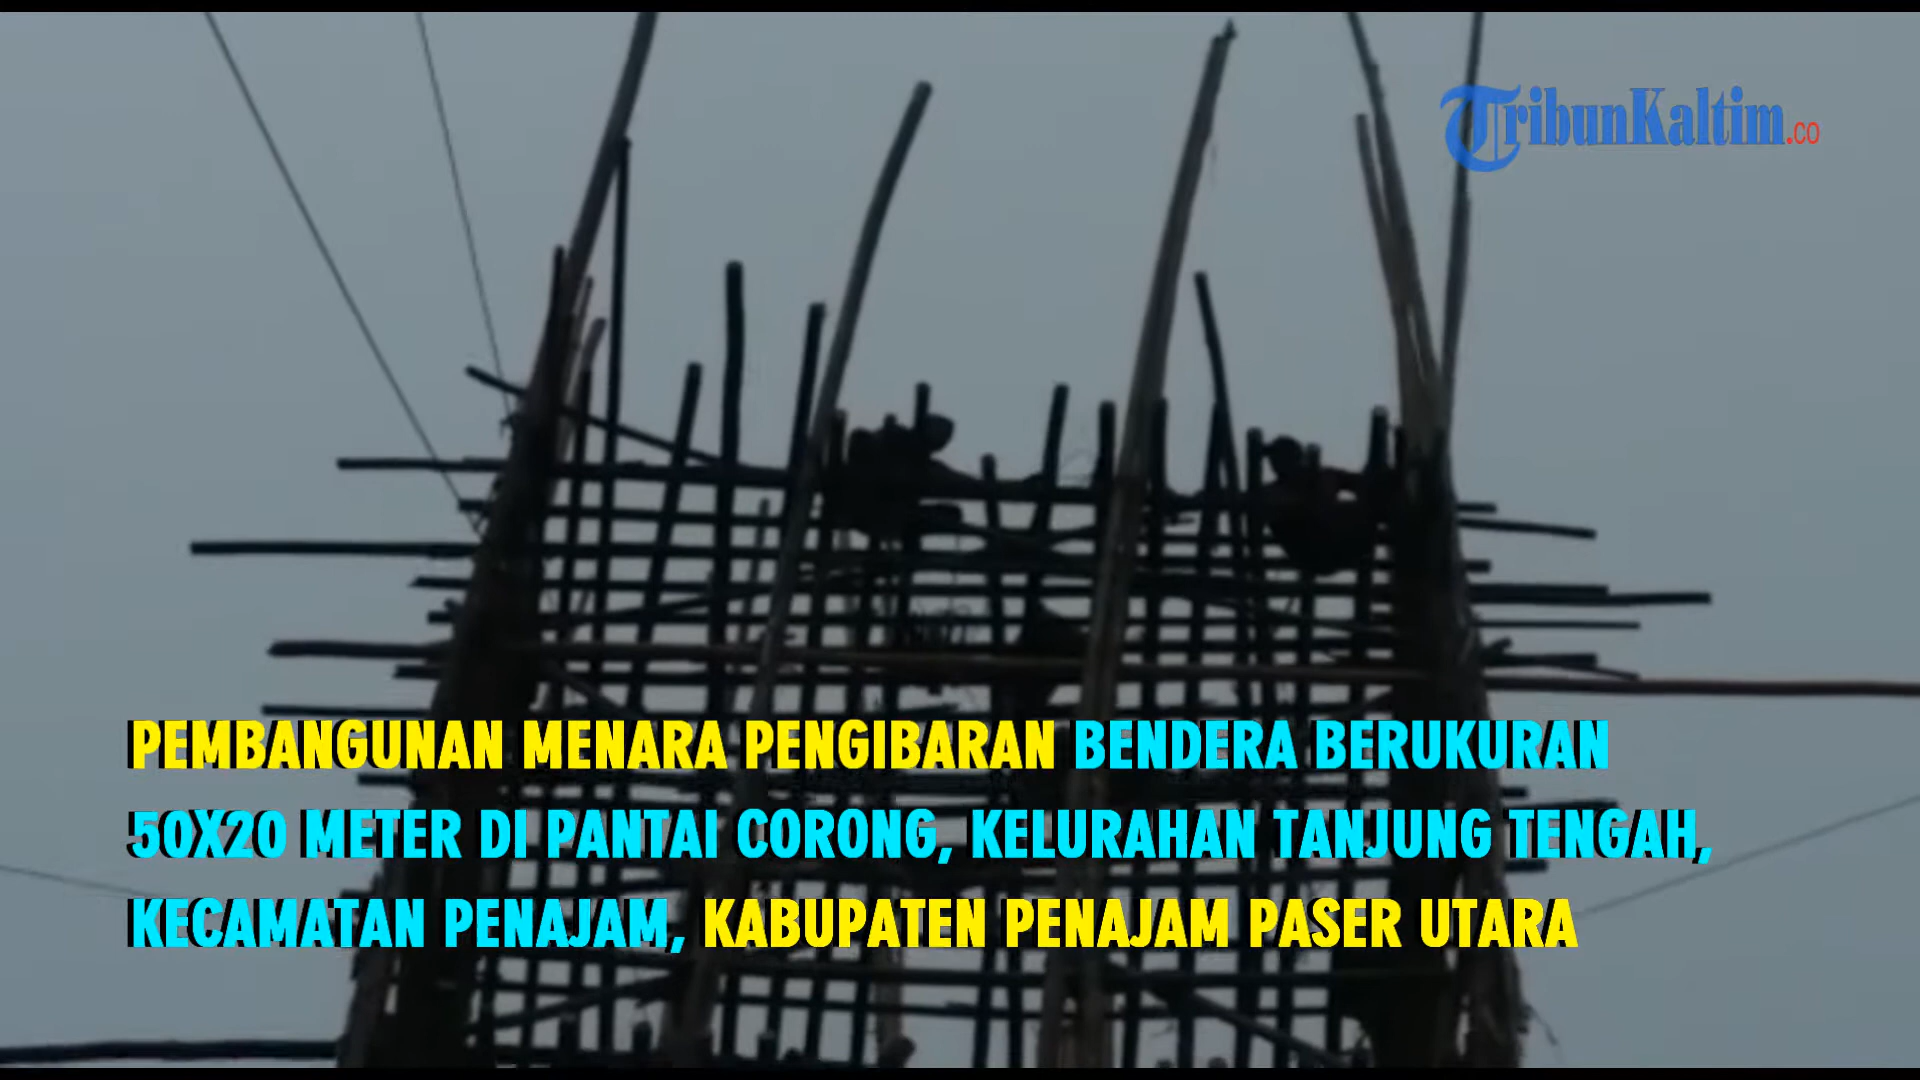 TribunKaltim.co
PEMBANGUNAN MENARA PENGIBARAN BENDERA BERUKURAN
50X20 METER DI PANTAI CORONG, KELURAHAN TANJUNG TENGAH,
KECAMATAN PENAJAM, KABUPATEN PENAJAM PASER UTARA